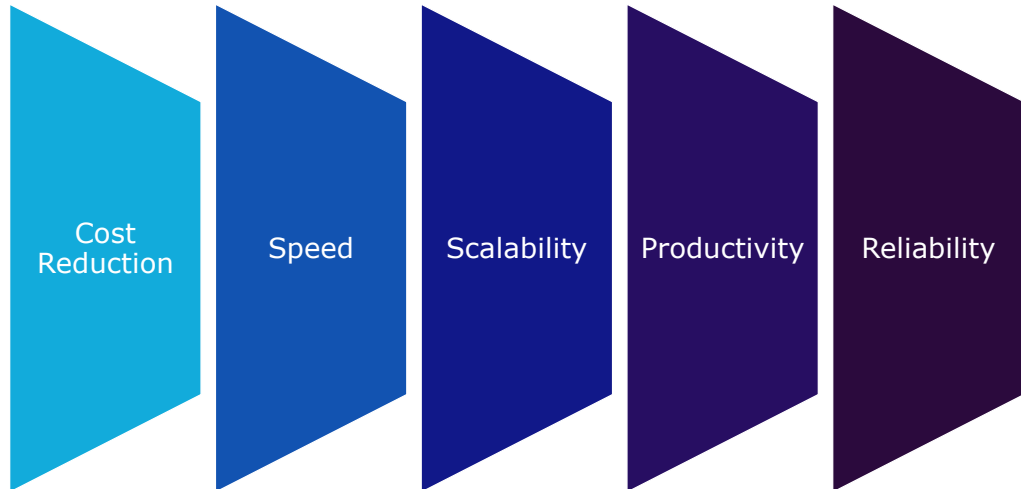 Cost
Reduction
Speed
Scalability
Productivity
Reliability